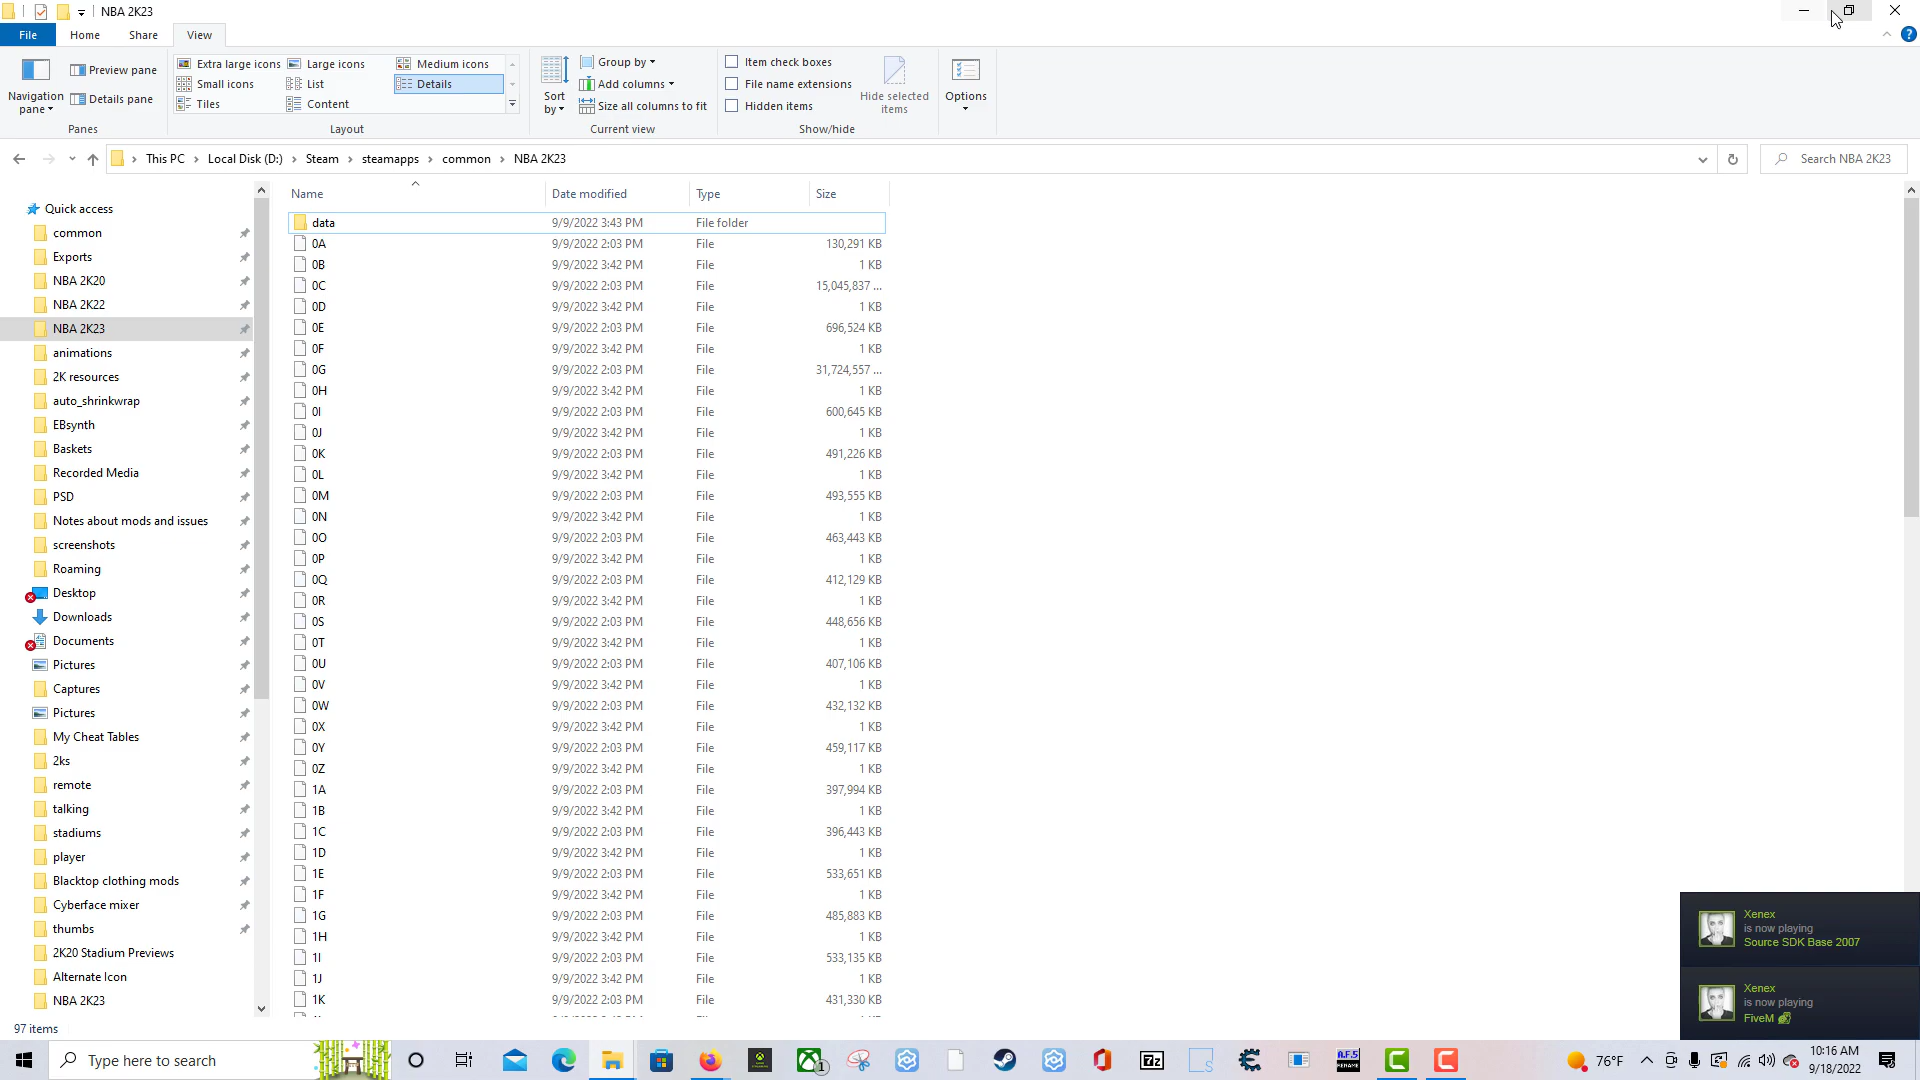 NBA 2K23
File Home Share View
Navigation pane
Preview pane
Details pane
Panes
Extra large icons Large icons Medium icons
Small icons List Details
Tiles Content
Layout
Sort by
Group by
Add columns
Size all columns to fit
Current view
Item check boxes
File name extensions
Hidden items
Hide selected items
Show/hide
Options
This PC Local Disk (D:) Steam steamapps common NBA 2K23
Search NBA 2K23
Quick access
common
Exports
NBA 2K20
NBA 2K22
NBA 2K23
animations
2K resources
auto_shrinkwrap
EBsynth
Baskets
Recorded Media
PSD
Notes about mods and issues
screenshots
Roaming
Desktop
Downloads
Documents
Pictures
Captures
Pictures
My Cheat Tables
2ks
remote
talking
stadiums
player
Blacktop clothing mods
Cyberface mixer
thumbs
2K20 Stadium Previews
Alternate Icon
NBA 2K23
Name Date modified Type Size
data 9/9/2022 3:43 PM File folder
0A 9/9/2022 2:03 PM File 130,291 KB
0B 9/9/2022 3:42 PM File 1 KB
0C 9/9/2022 2:03 PM File 15,045,837 ...
0D 9/9/2022 3:42 PM File 1 KB
0E 9/9/2022 2:03 PM File 696,524 KB
0F 9/9/2022 3:42 PM File 1 KB
0G 9/9/2022 2:03 PM File 31,724,557 ...
0H 9/9/2022 3:42 PM File 1 KB
0I 9/9/2022 2:03 PM File 600,645 KB
0J 9/9/2022 3:42 PM File 1 KB
0K 9/9/2022 2:03 PM File 491,226 KB
0L 9/9/2022 3:42 PM File 1 KB
0M 9/9/2022 2:03 PM File 493,555 KB
0N 9/9/2022 3:42 PM File 1 KB
0O 9/9/2022 2:03 PM File 463,443 KB
0P 9/9/2022 3:42 PM File 1 KB
0Q 9/9/2022 2:03 PM File 412,129 KB
0R 9/9/2022 3:42 PM File 1 KB
0S 9/9/2022 2:03 PM File 448,656 KB
0T 9/9/2022 3:42 PM File 1 KB
0U 9/9/2022 2:03 PM File 407,106 KB
0V 9/9/2022 3:42 PM File 1 KB
0W 9/9/2022 2:03 PM File 432,132 KB
0X 9/9/2022 3:42 PM File 1 KB
0Y 9/9/2022 2:03 PM File 459,117 KB
0Z 9/9/2022 3:42 PM File 1 KB
1A 9/9/2022 2:03 PM File 397,994 KB
1B 9/9/2022 3:42 PM File 1 KB
1C 9/9/2022 2:03 PM File 396,443 KB
1D 9/9/2022 3:42 PM File 1 KB
1E 9/9/2022 2:03 PM File 533,651 KB
1F 9/9/2022 3:42 PM File 1 KB
1G 9/9/2022 2:03 PM File 485,883 KB
1H 9/9/2022 3:42 PM File 1 KB
1I 9/9/2022 2:03 PM File 533,135 KB
1J 9/9/2022 3:42 PM File 1 KB
1K 9/9/2022 2:03 PM File 431,330 KB
Xenex
is now playing
Source SDK Base 2007
Xenex
is now playing
FiveM
97 items
Type here to search
1
7z
A.F.S
RENAME
76°F
10:16 AM
9/18/2022